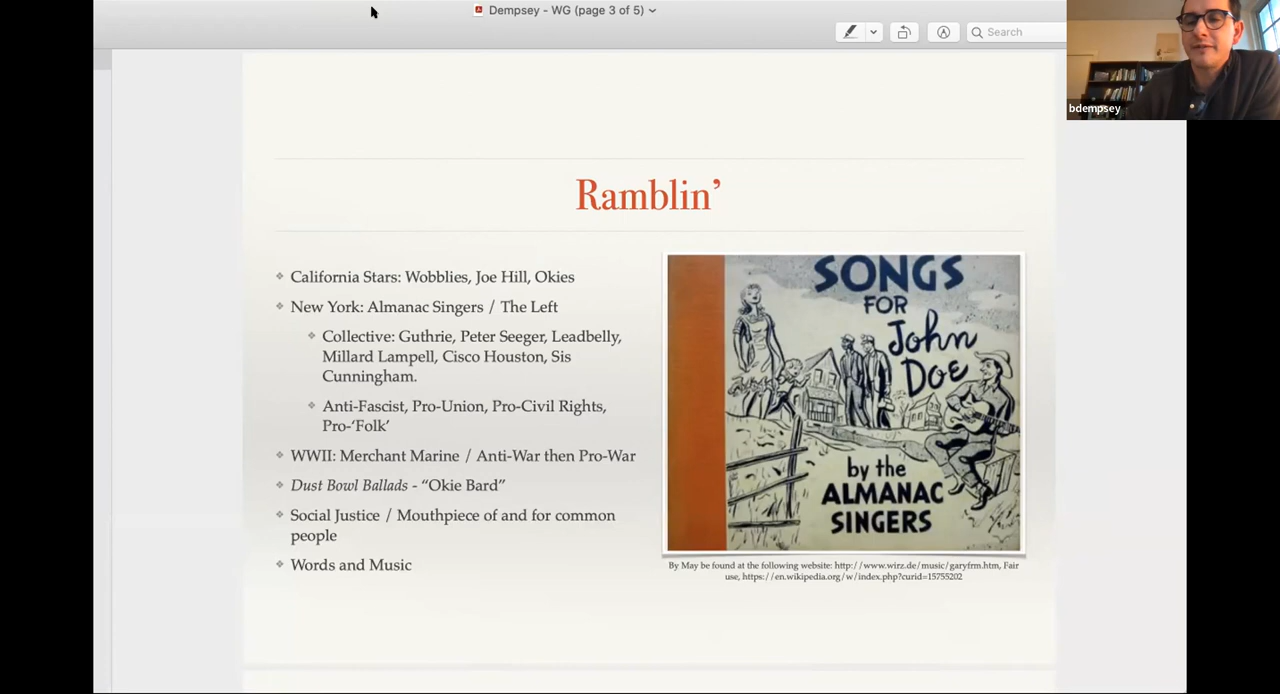 Dempsey - WG (page 3 of 5)
Search
bdempsey
Ramblin’
California Stars: Wobblies, Joe Hill, Okies
New York: Almanac Singers / The Left
Collective: Guthrie, Peter Seeger, Leadbelly,
Millard Lampell, Cisco Houston, Sis
Cunningham.
Anti-Fascist, Pro-Union, Pro-Civil Rights,
Pro-‘Folk’
WWII: Merchant Marine / Anti-War then Pro-War
Dust Bowl Ballads - “Okie Bard”
Social Justice / Mouthpiece of and for common
people
Words and Music
SONGS
FOR
John
DOE
by the
ALMANAC
SINGERS
By May be found at the following website: http://www.wirz.de/music/garyfrm.htm, Fair
use, https://en.wikipedia.org/w/index.php?curid=15755202